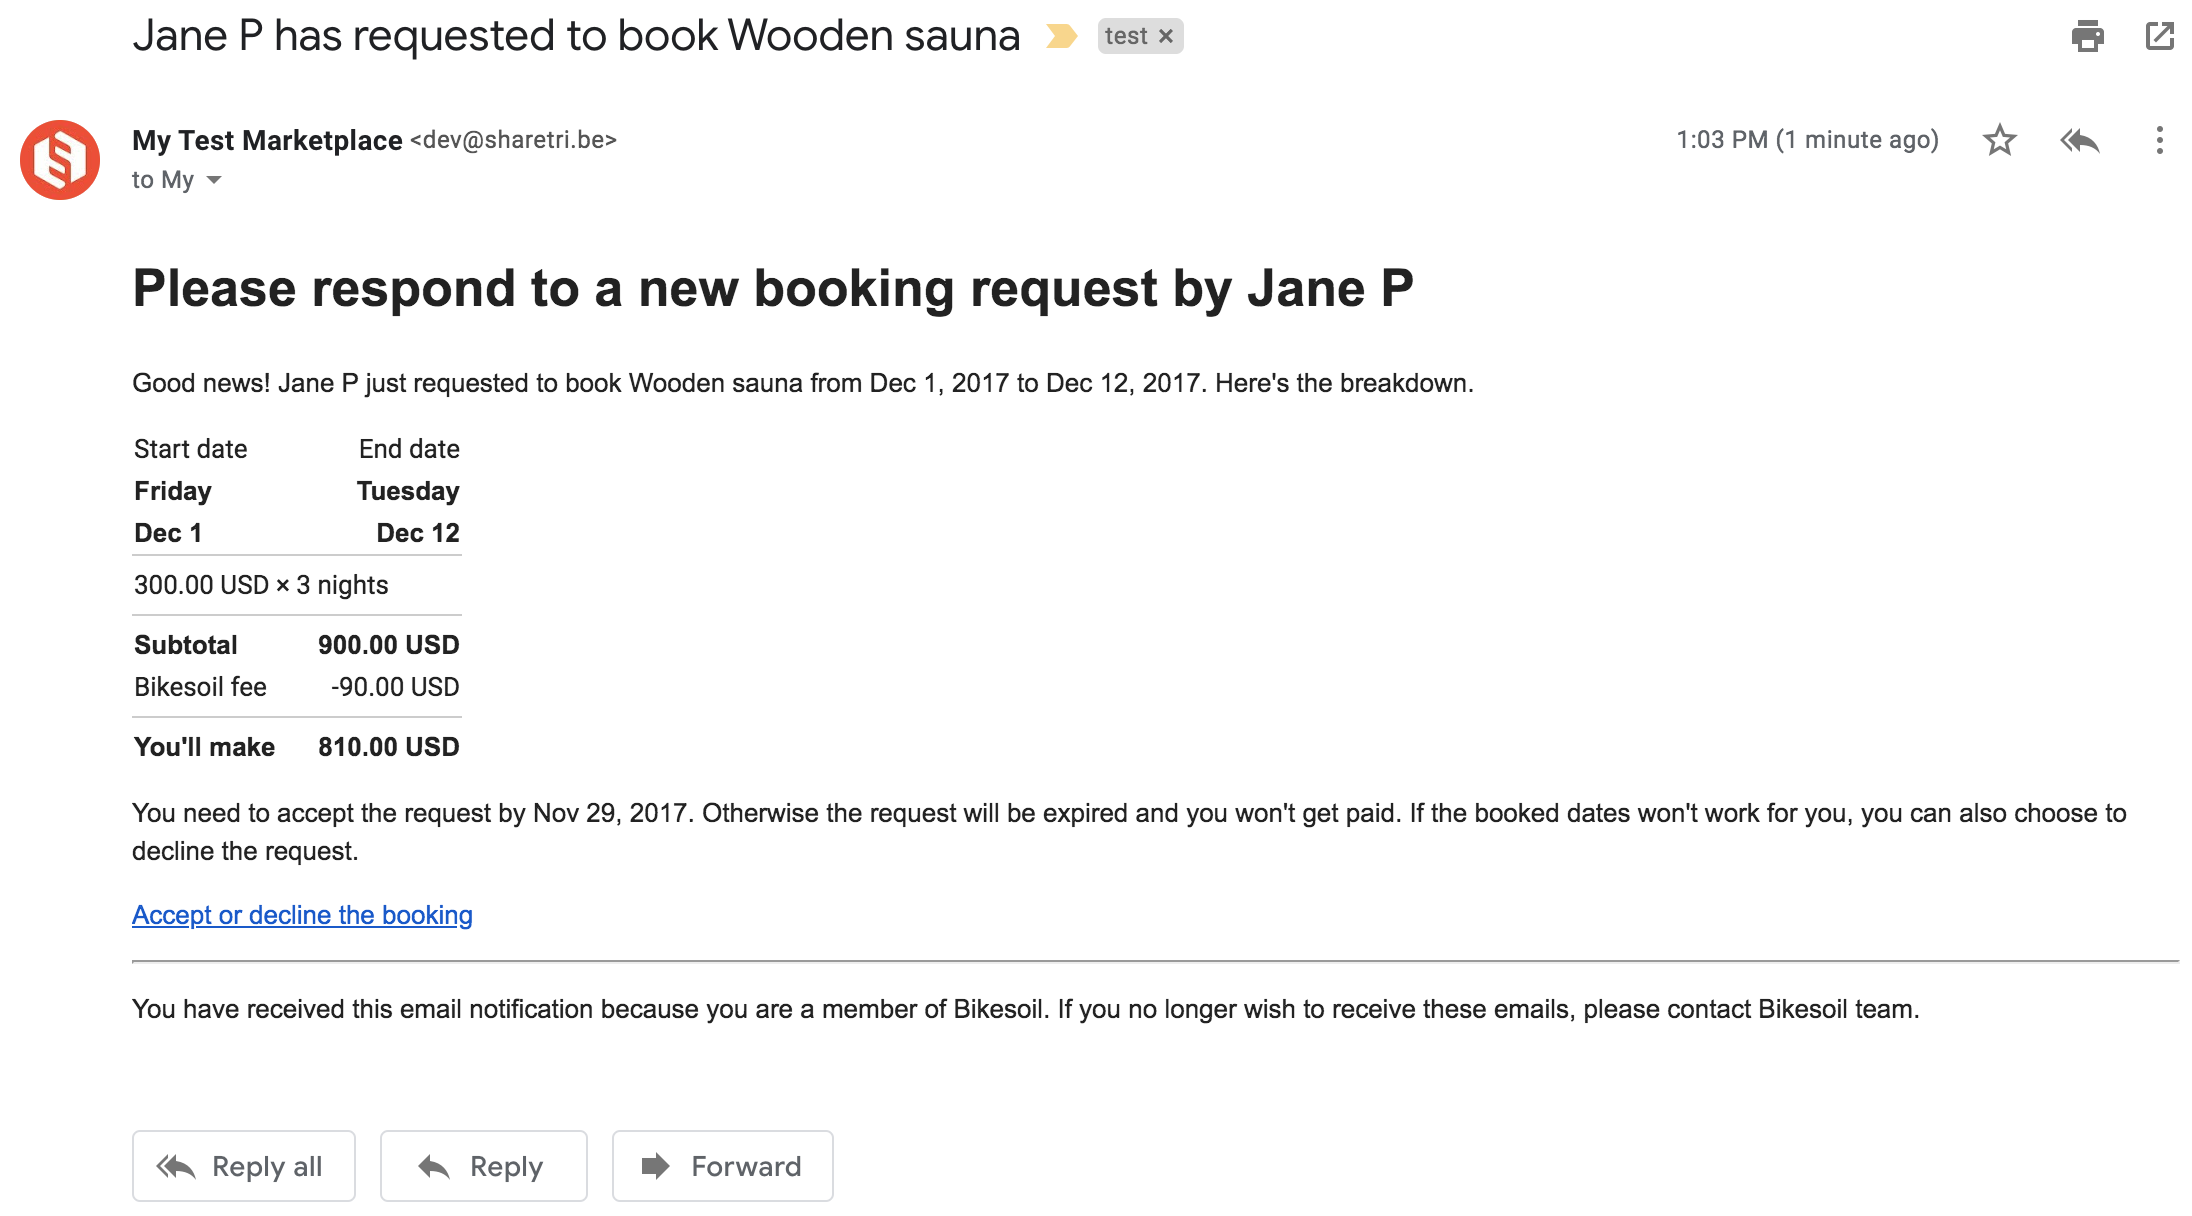 Jane P has requested to book Wooden sauna test ×
My Test Marketplace <dev@sharetri.be> 1:03 PM (1 minute ago)
to My
Please respond to a new booking request by Jane P
Good news! Jane P just requested to book Wooden sauna from Dec 1, 2017 to Dec 12, 2017. Here's the breakdown.
Start date End date
Friday Tuesday
Dec 1 Dec 12
300.00 USD × 3 nights
Subtotal 900.00 USD
Bikesoil fee -90.00 USD
You'll make 810.00 USD
You need to accept the request by Nov 29, 2017. Otherwise the request will be expired and you won't get paid. If the booked dates won't work for you, you can also choose to
decline the request.
Accept or decline the booking
You have received this email notification because you are a member of Bikesoil. If you no longer wish to receive these emails, please contact Bikesoil team.
Reply all Reply Forward